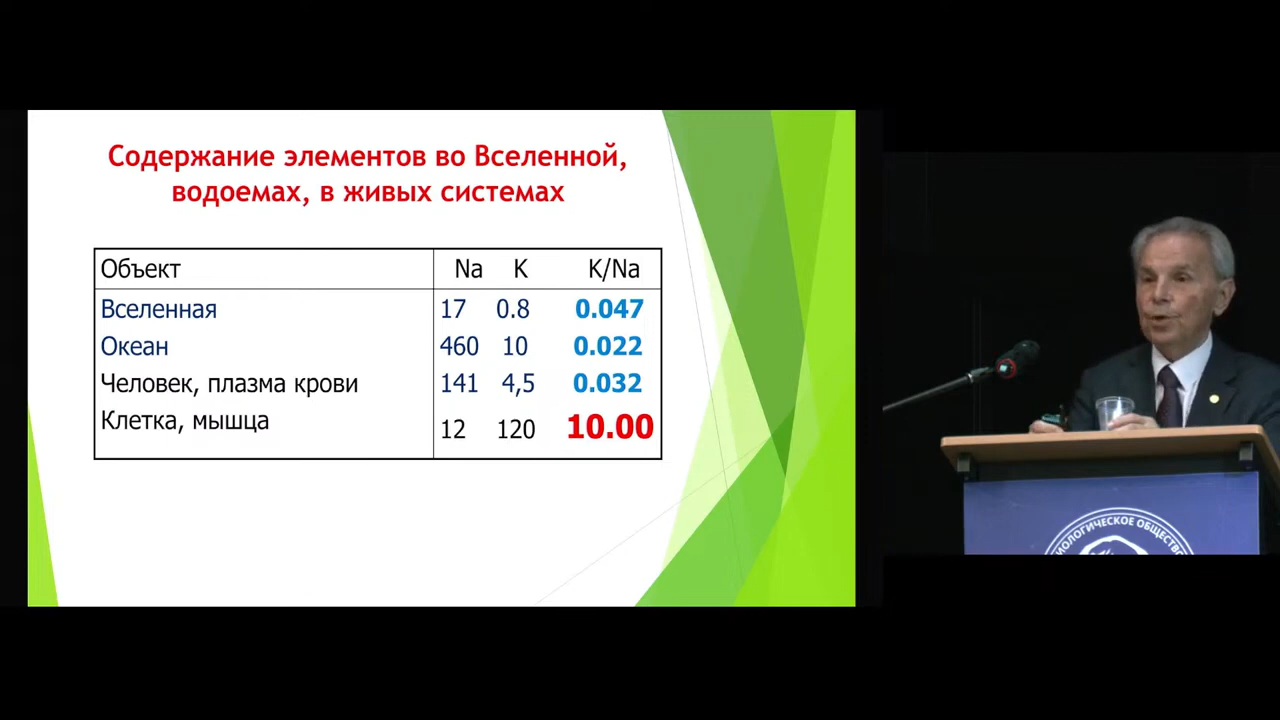 Содержание элементов во Вселенной,
водоемах, в живых системах
Объект Na K K/Na
Вселенная 17 0.8 0.047
Океан 460 10 0.022
Человек, плазма крови 141 4,5 0.032
Клетка, мышца 12 120 10.00
ОБЩЕСТВО